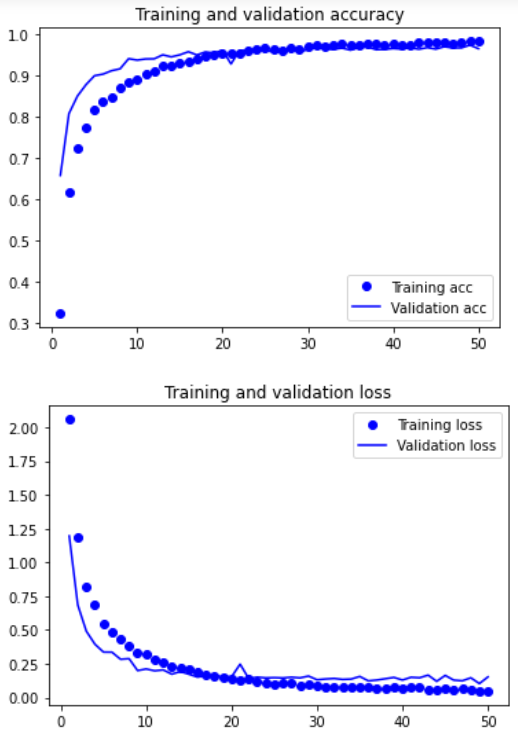 Training and validation accuracy
1.0
0.9
0.8
0.7
0.6
0.5
0.4
0.3
Training acc
Validation acc
0 10 20 30 40 50
Training and validation loss
2.00
1.75
1.50
1.25
1.00
0.75
0.50
0.25
0.00
Training loss
Validation loss
0 10 20 30 40 50